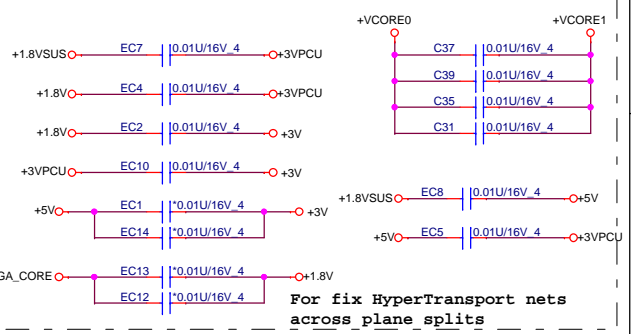 +1.8VSUS EC7 0.01U/16V_4 +3VPCU
+1.8V EC4 0.01U/16V_4 +3VPCU
+1.8V EC2 0.01U/16V_4 +3V
+3VPCU EC10 0.01U/16V_4 +3V
+5V EC1 *0.01U/16V_4 +3V
EC14 *0.01U/16V_4
GA_CORE EC13 *0.01U/16V_4 +1.8V
EC12 *0.01U/16V_4
+VCORE0 +VCORE1
C37 0.01U/16V_4
C39 0.01U/16V_4
C35 0.01U/16V_4
C31 0.01U/16V_4
+1.8VSUS EC8 0.01U/16V_4 +5V
+5V EC5 0.01U/16V_4 +3VPCU
For fix HyperTransport nets
across plane splits